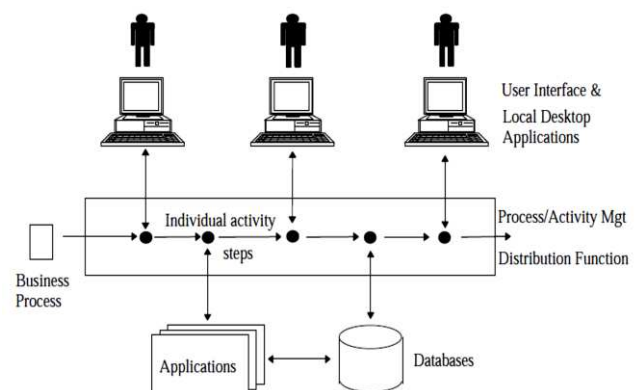 User Interface &
Local Desktop
Applications
Individual activity
steps
Process/Activity Mgt
Distribution Function
Business
Process
Applications
Databases